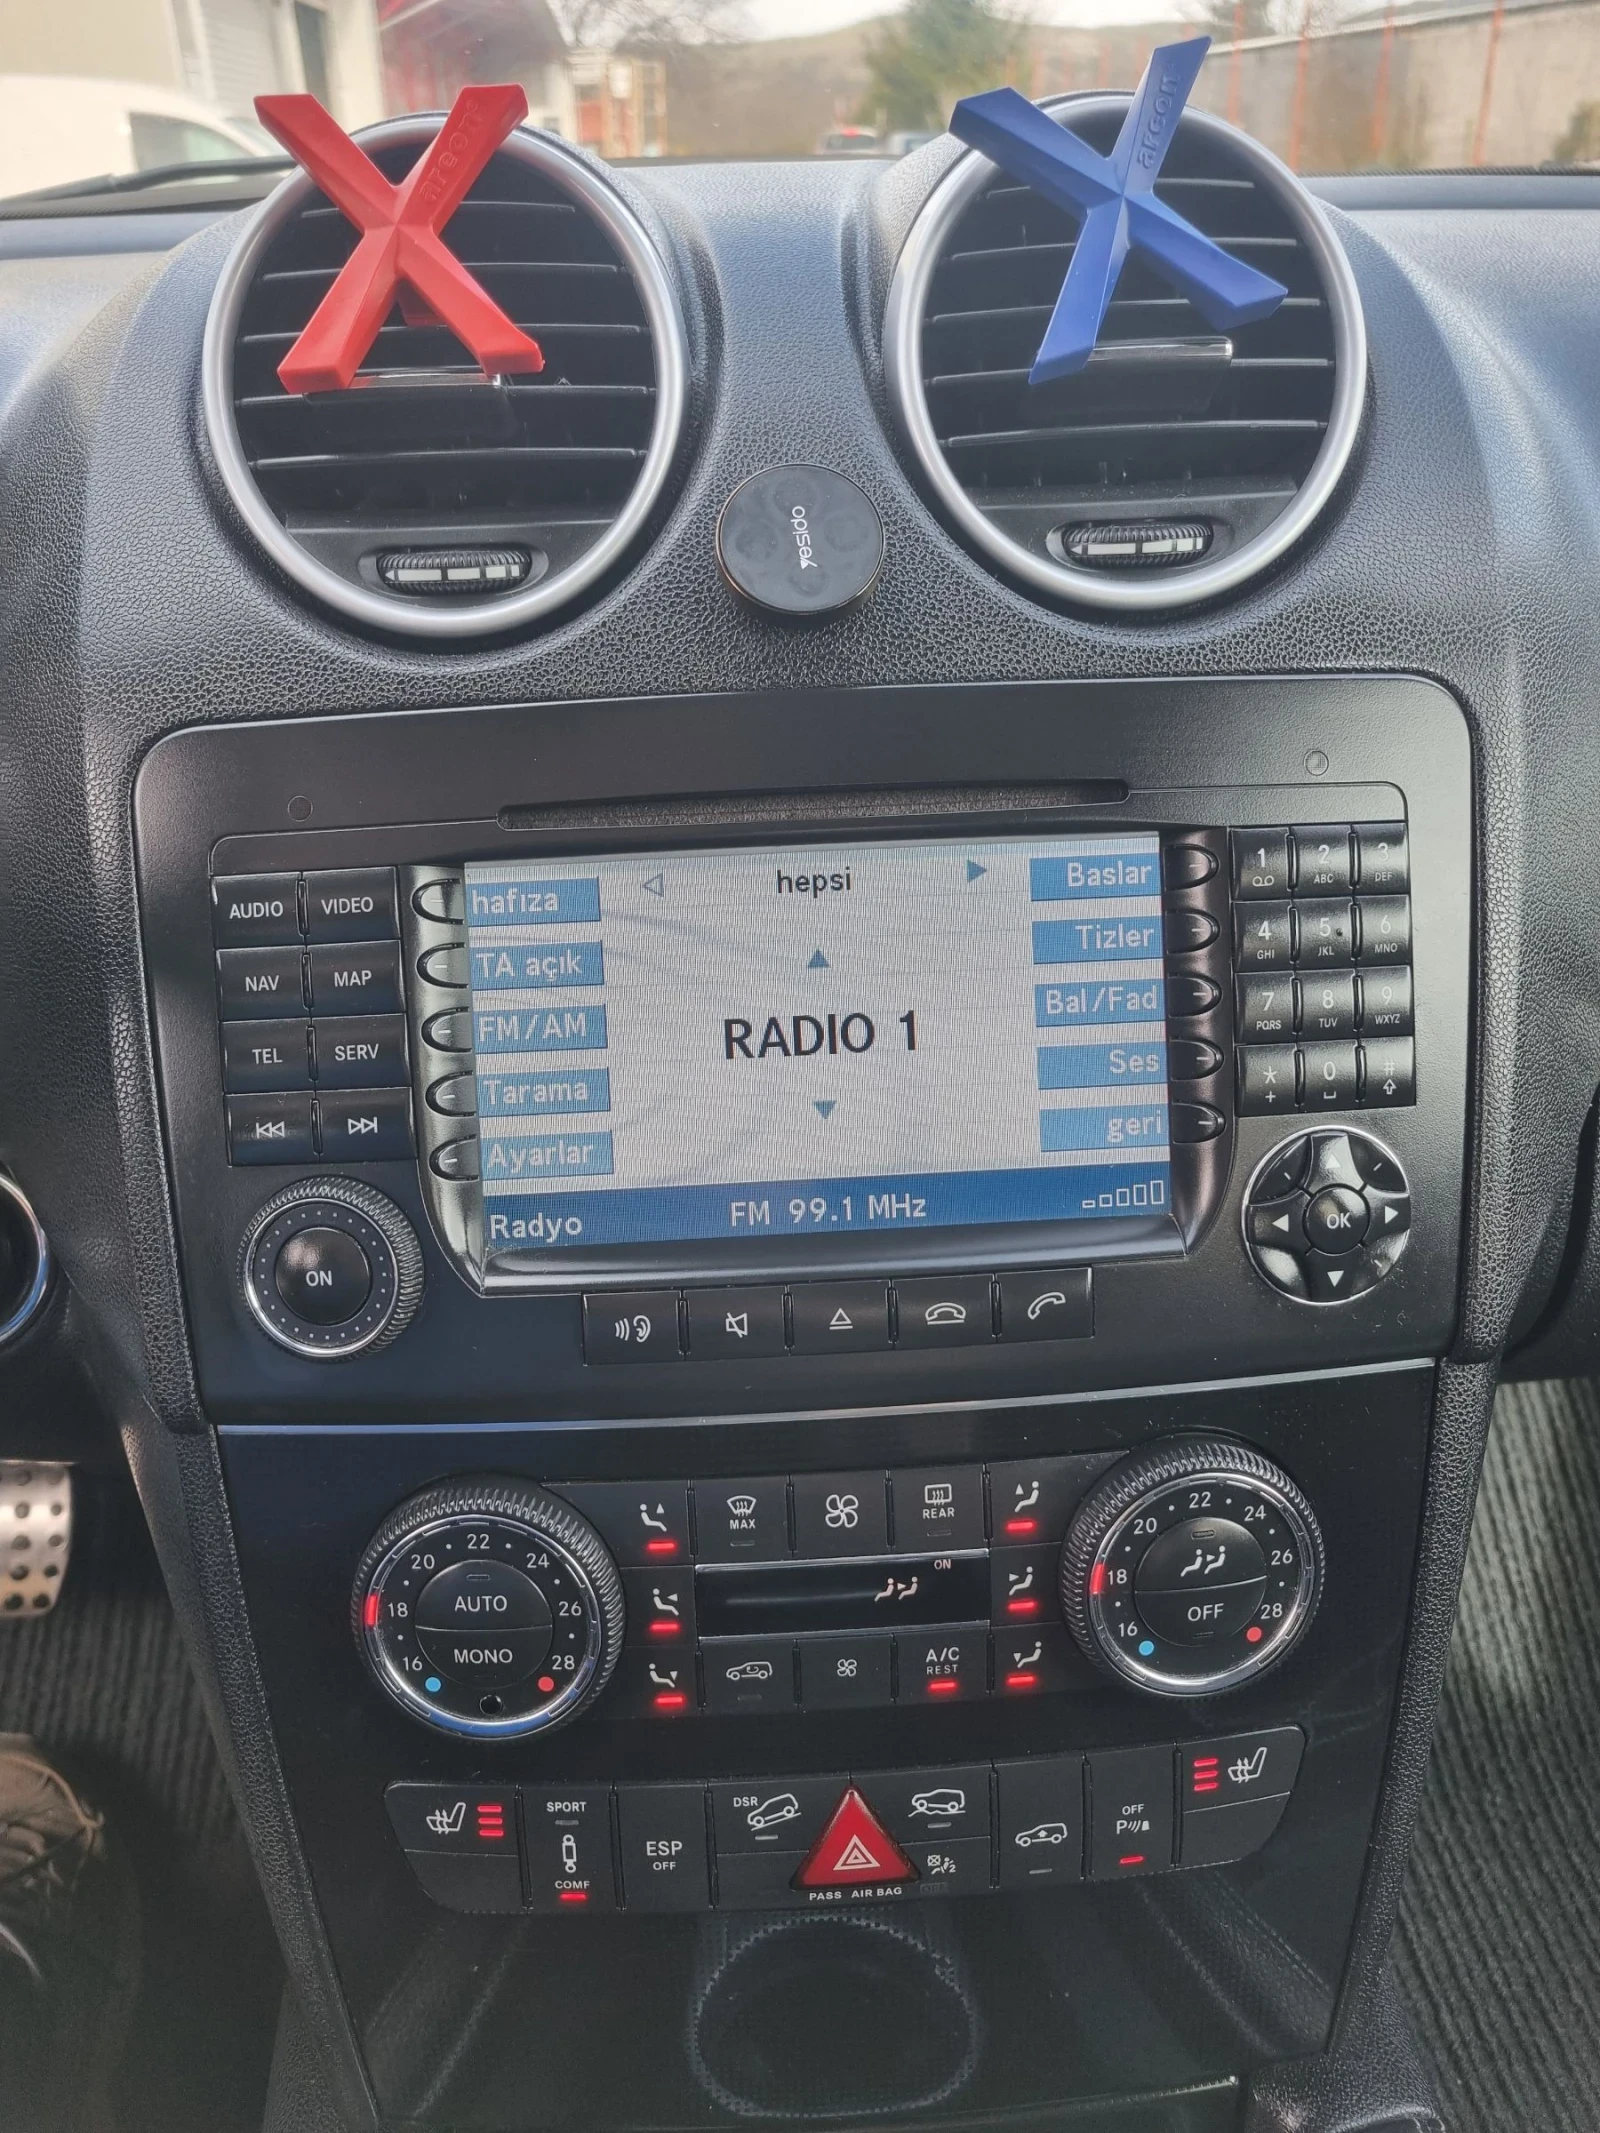 areon®
areon
yesido
AUDIO VIDEO
NAV MAP
TEL SERV
ON
hafıza
TA açık
FM/AM
Tarama
Ayarlar
hepsi
RADIO 1
Baslar
Tizler
Bal/Fad
Ses
geri
Radyo FM 99.1 MHz
1 2 ABC 3 DEF
4 GHI 5 JKL 6 MNO
7 PQRS 8 TUV 9 WXYZ
* + 0 #
OK
16 18 20 22 24 26 28
AUTO
MONO
MAX
REAR
ON
A/C
REST
16 18 20 22 24 26 28
OFF
SPORT
COMF
ESP
OFF
DSR
PASS AIR BAG
OFF
P